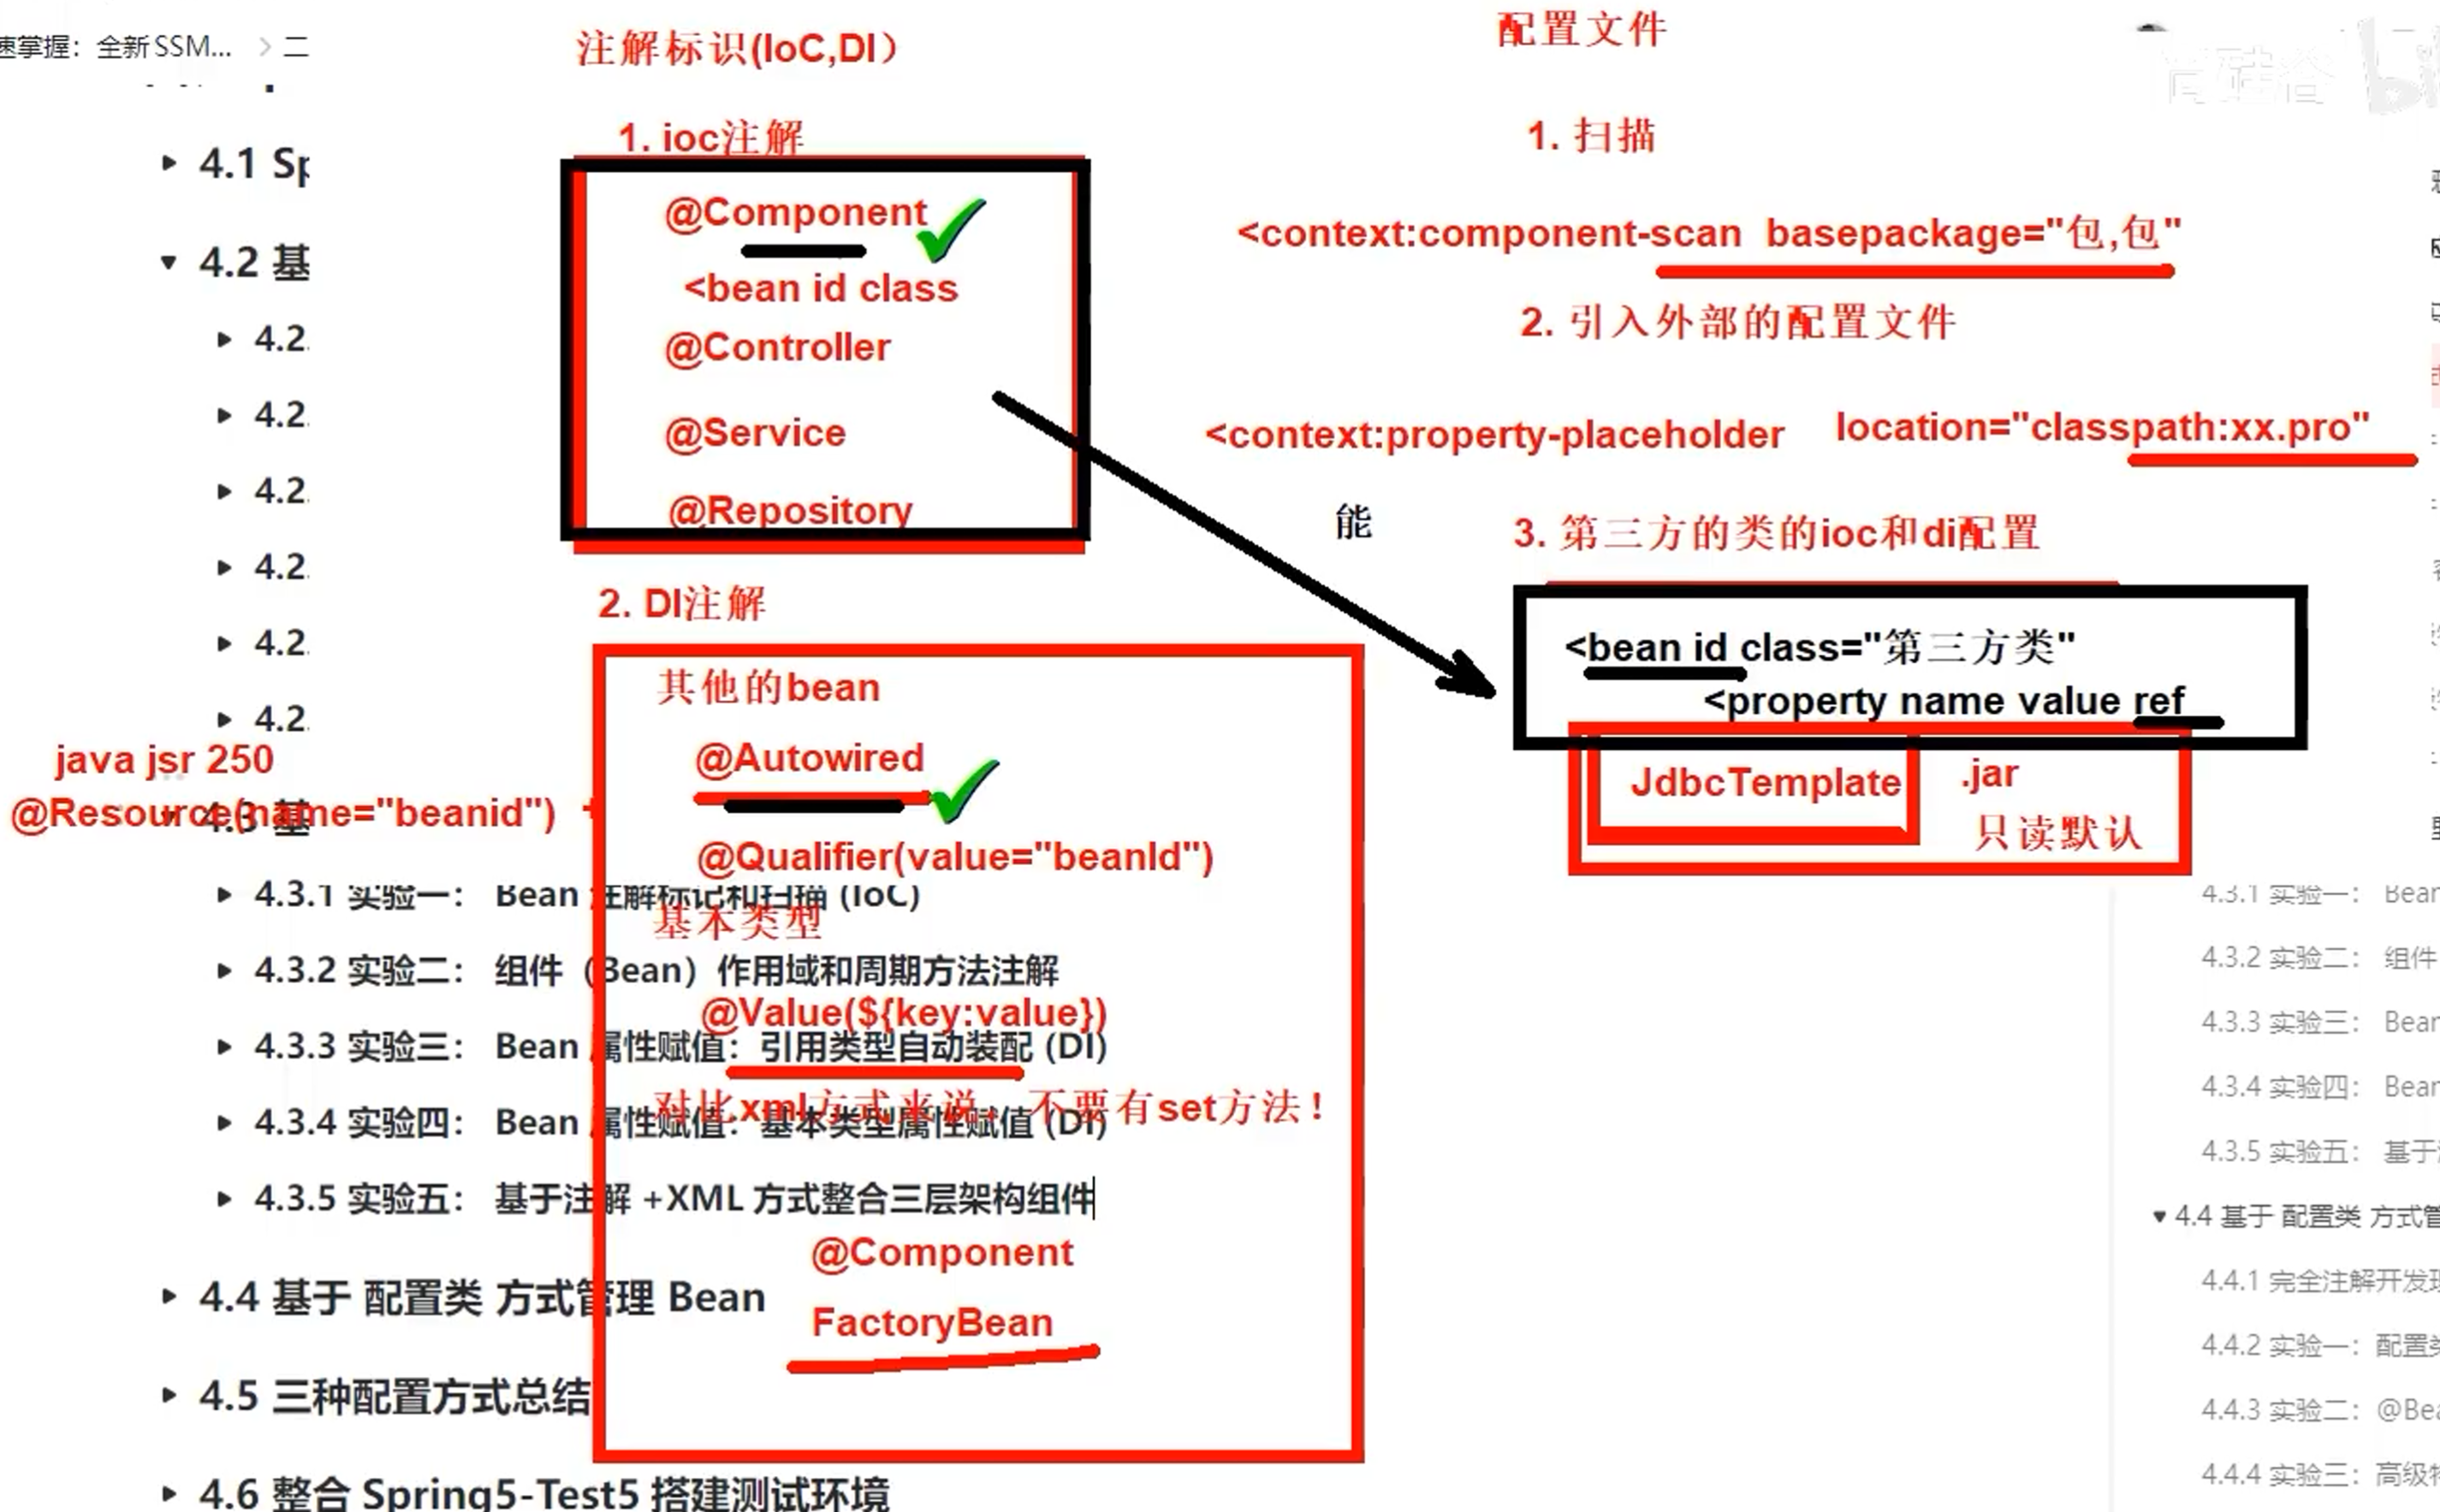 速掌握：全新 SSM... > 二
注解标识(IoC,DI）
配置文件
尚硅谷
1. ioc注解
1. 扫描
4.1 Sp
@Component
<context:component-scan basepackage="包,包"
4.2 基
<bean id class
2. 引入外部的配置文件
4.2.
@Controller
4.2.
@Service
<context:property-placeholder location="classpath:xx.pro"
4.2.
@Repository
能
3. 第三方的类的ioc和di配置
4.2.
2. DI注解
4.2.
<bean id class="第三方类"
其他的bean
<property name value ref
4.2.
java jsr 250
@Autowired
JdbcTemplate
.jar
@Resource(name="beanid") +
4.3 基
只读默认
@Qualifier(value="beanId")
4.3.1 实验一： Bean 注解标记和扫描 (IoC)
4.3.1 实验一： Bean
基本类型
4.3.2 实验二： 组件（Bean）作用域和周期方法注解
4.3.2 实验二： 组件
@Value(${key:value})
4.3.3 实验三： Bean 属性赋值：引用类型自动装配 (DI)
4.3.3 实验三： Bean
对比xml方式来说，不要有set方法！
4.3.4 实验四： Bean 属性赋值：基本类型属性赋值 (DI)
4.3.4 实验四： Bean
4.3.5 实验五： 基于注解 +XML 方式整合三层架构组件
4.3.5 实验五： 基于
4.4 基于 配置类 方式管
@Component
4.4 基于 配置类 方式管理 Bean
4.4.1 完全注解开发
FactoryBean
4.4.2 实验一：配置
4.5 三种配置方式总结
4.4.3 实验二：@Bea
4.6 整合 Spring5-Test5 搭建测试环境
4.4.4 实验三：高级